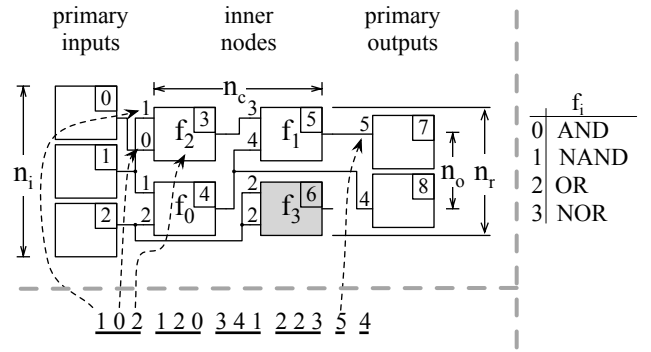 primary inputs
inner nodes
primary outputs
n_c
n_i
n_o
n_r
0
1
2
1
0
f_2
3
1
2
f_0
4
3
4
f_1
5
2
2
f_3
6
5
7
4
8
f_i
0 AND
1 NAND
2 OR
3 NOR
1 0 2 1 2 0 3 4 1 2 2 3 5 4